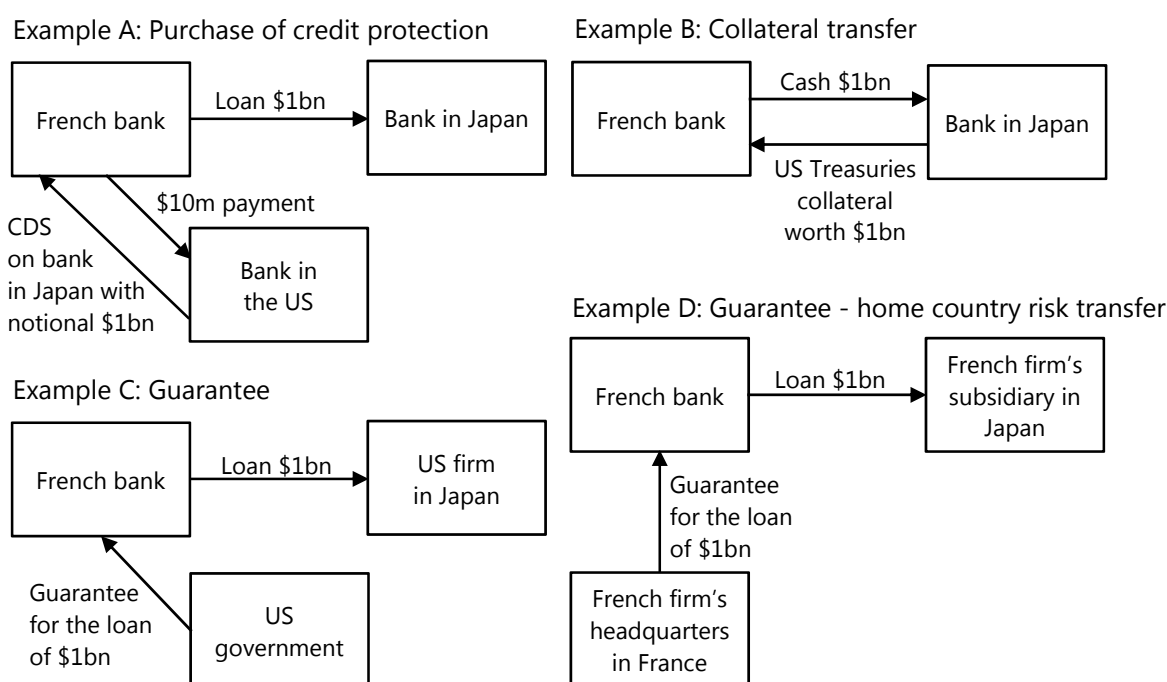 Example A: Purchase of credit protection
French bank
Loan $1bn
Bank in Japan
$10m payment
CDS
on bank
in Japan with
notional $1bn
Bank in
the US
Example B: Collateral transfer
French bank
Cash $1bn
Bank in Japan
US Treasuries
collateral
worth $1bn
Example C: Guarantee
French bank
Loan $1bn
US firm
in Japan
Guarantee
for the loan
of $1bn
US
government
Example D: Guarantee - home country risk transfer
French bank
Loan $1bn
French firm's
subsidiary in
Japan
Guarantee
for the loan
of $1bn
French firm's
headquarters
in France